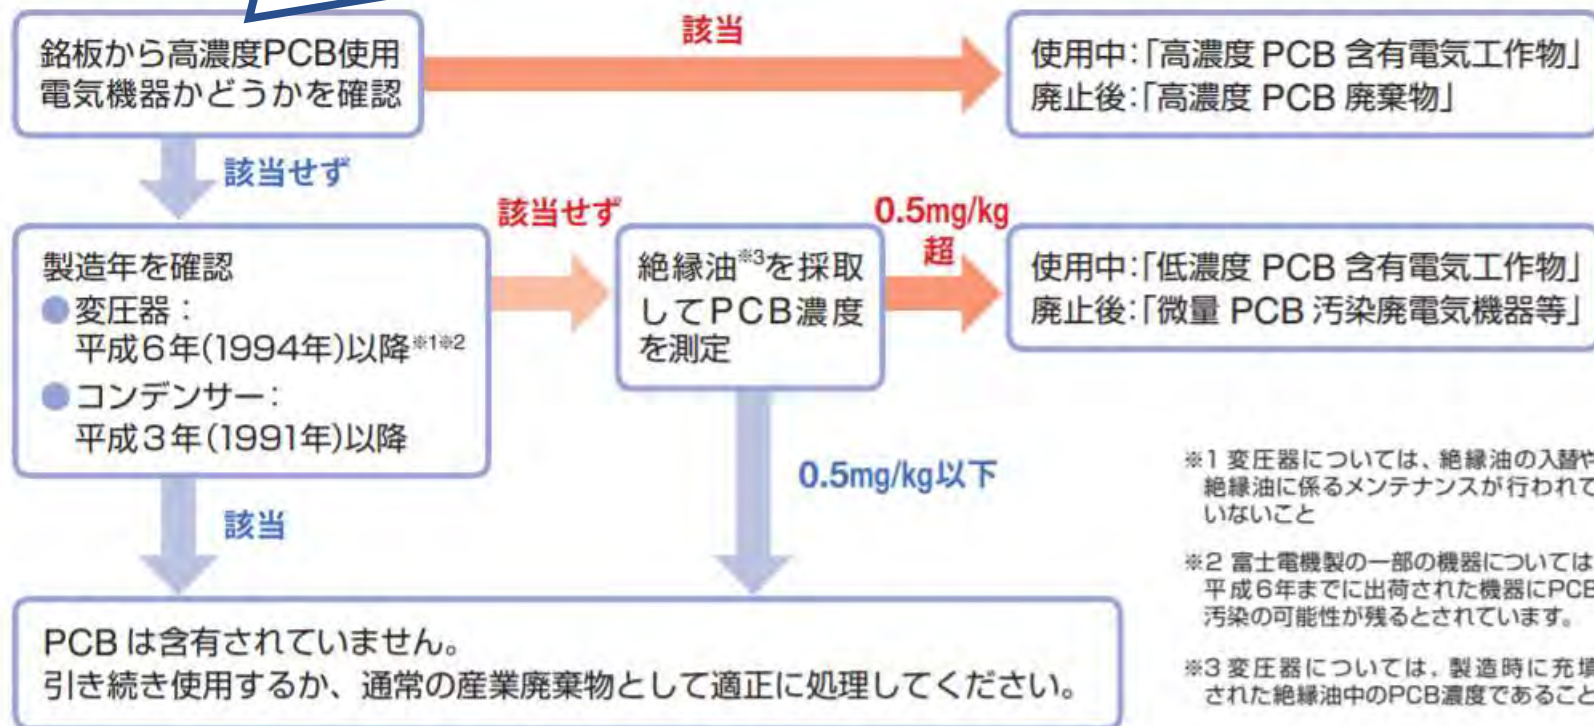 銘板から高濃度PCB使用
電気機器かどうかを確認
該当
使用中:「高濃度 PCB 含有電気工作物」
廃止後:「高濃度 PCB 廃棄物」
該当せず
製造年を確認
●変圧器:
平成6年(1994年)以降※1※2
●コンデンサー:
平成3年(1991年)以降
該当せず
絶縁油※3を採取
してPCB濃度
を測定
0.5mg/kg
超
使用中:「低濃度 PCB 含有電気工作物」
廃止後:「微量 PCB 汚染廃電気機器等」
該当
0.5mg/kg以下
PCB は含有されていません。
引き続き使用するか、通常の産業廃棄物として適正に処理してください。
※1 変圧器については、絶縁油の入替や
絶縁油に係るメンテナンスが行われて
いないこと
※2 富士電機製の一部の機器については
平成6年までに出荷された機器にPCB
汚染の可能性が残るとされています。
※3 変圧器については、製造時に充填
された絶縁油中のPCB濃度であること